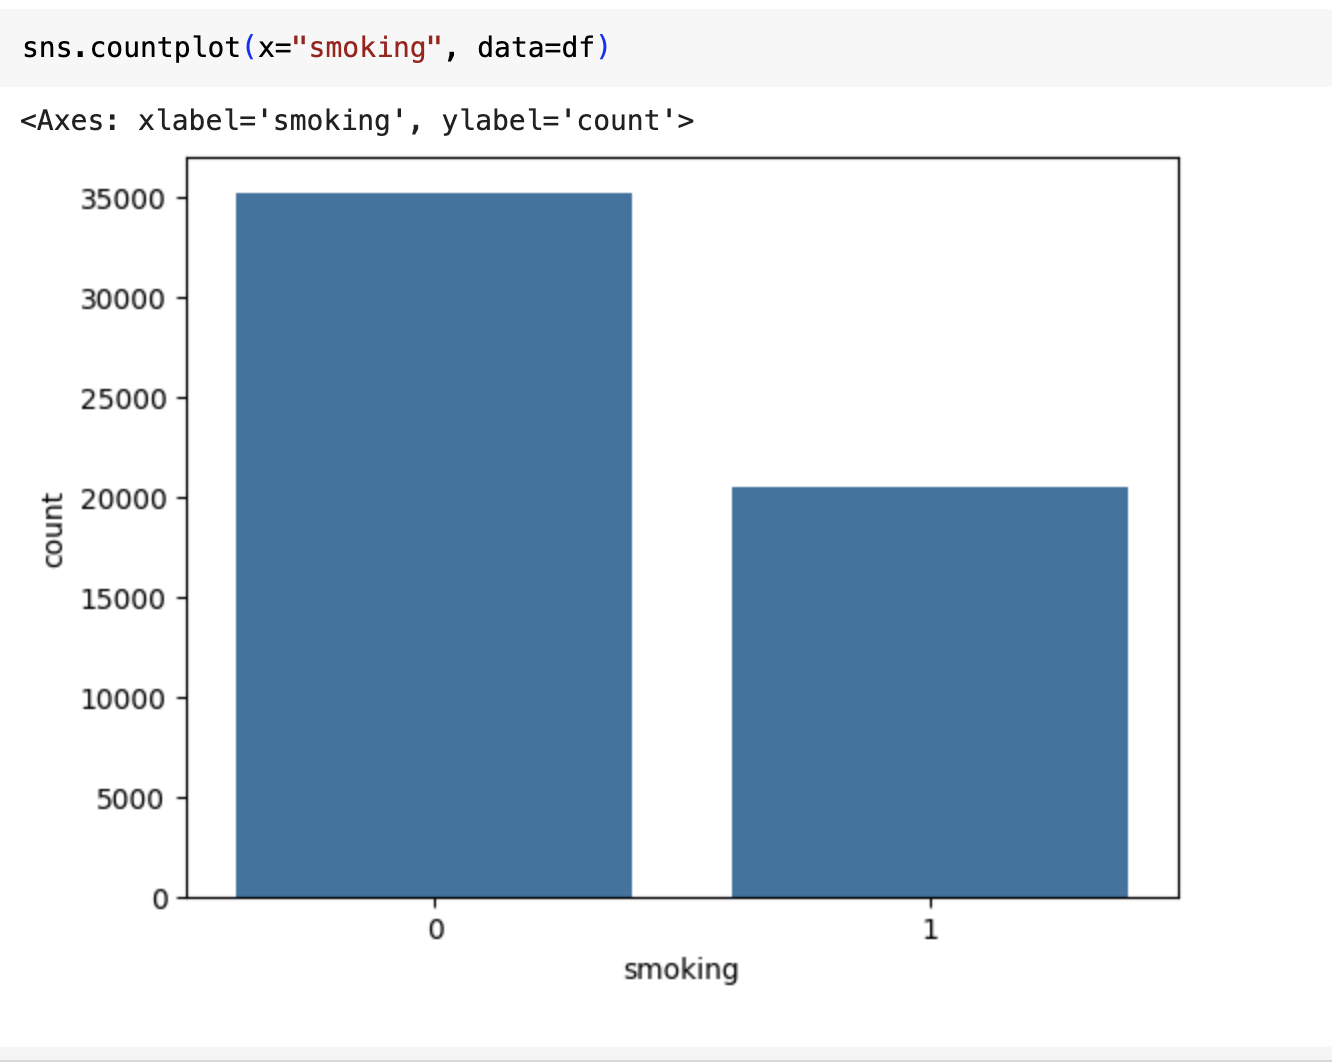 sns.countplot(x="smoking", data=df)
<Axes: xlabel='smoking', ylabel='count'>
35000
30000
25000
20000
15000
10000
5000
0
count
0 1
smoking